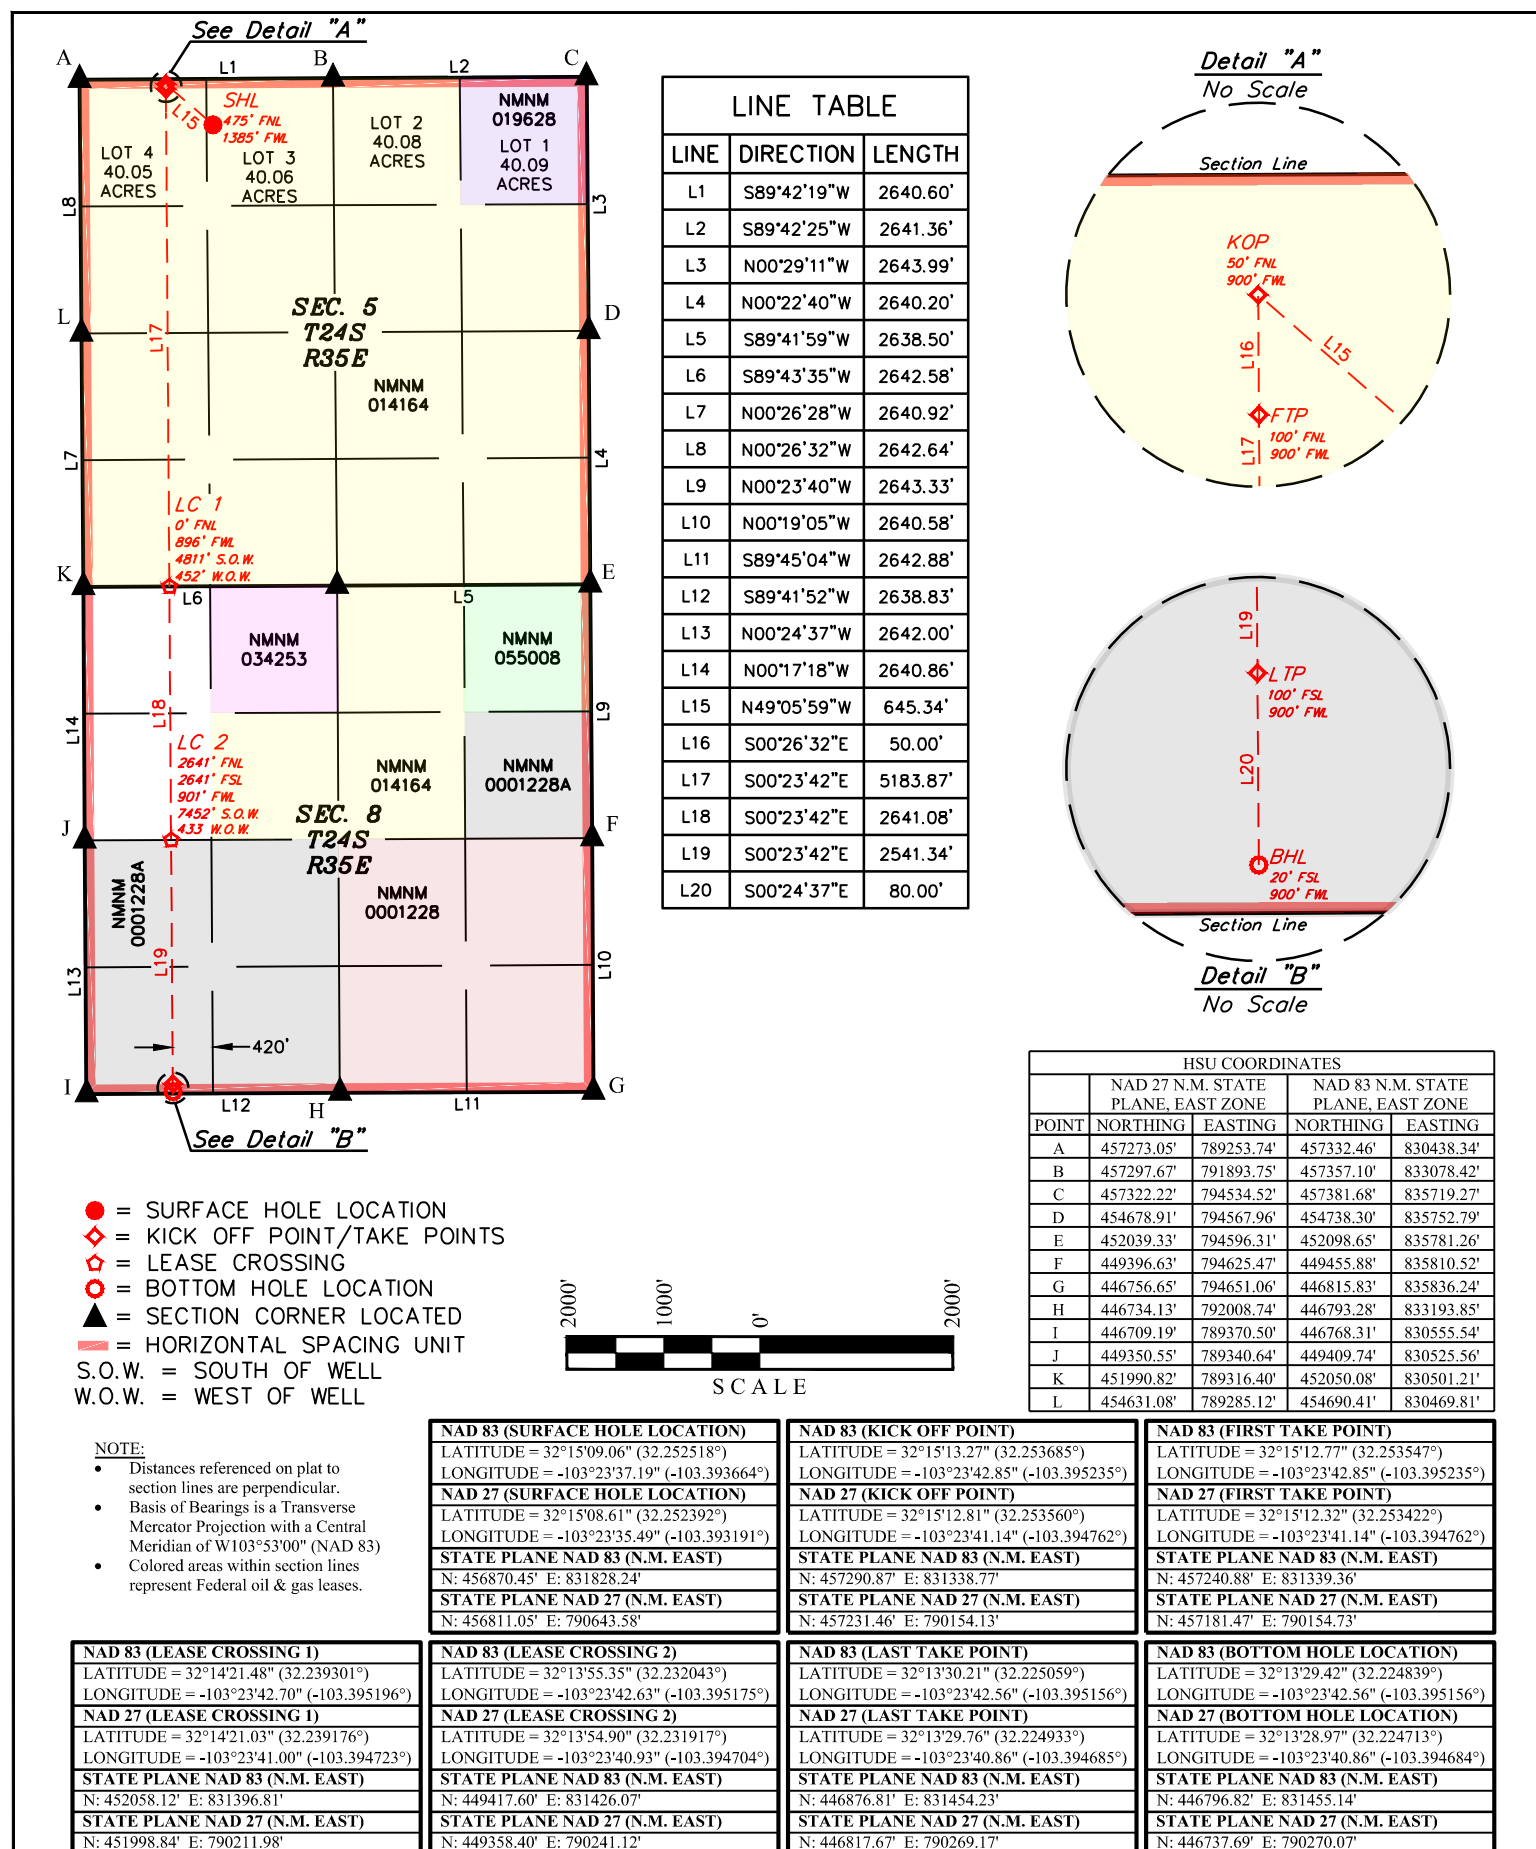 See Detail "A"
A
B
C
L1
L2
L15
SHL
475' FNL
1385' FWL
NMNM
019628
LOT 1
40.09
ACRES
LOT 2
40.08
ACRES
LOT 3
40.06
ACRES
LOT 4
40.05
ACRES
L8
L3
L
D
L17
SEC. 5
T24S
R35E
NMNM
014164
L7
L4
LC 1
0' FNL
896' FWL
4811' S.O.W.
452' W.O.W.
K
E
L6
L5
NMNM
034253
NMNM
055008
L14
L18
L9
LC 2
2641' FNL
2641' FSL
901' FWL
7452' S.O.W.
433 W.O.W.
NMNM
014164
NMNM
0001228A
J
F
SEC. 8
T24S
R35E
NMNM
0001228A
NMNM
0001228
L13
L19
L10
420'
I
H
G
L12
L11
See Detail "B"
LINE TABLE
LINE DIRECTION LENGTH
L1 S89°42'19"W 2640.60'
L2 S89°42'25"W 2641.36'
L3 N00°29'11"W 2643.99'
L4 N00°22'40"W 2640.20'
L5 S89°41'59"W 2638.50'
L6 S89°43'35"W 2642.58'
L7 N00°26'28"W 2640.92'
L8 N00°26'32"W 2642.64'
L9 N00°23'40"W 2643.33'
L10 N00°19'05"W 2640.58'
L11 S89°45'04"W 2642.88'
L12 S89°41'52"W 2638.83'
L13 N00°24'37"W 2642.00'
L14 N00°17'18"W 2640.86'
L15 N49°05'59"W 645.34'
L16 S00°26'32"E 50.00'
L17 S00°23'42"E 5183.87'
L18 S00°23'42"E 2641.08'
L19 S00°23'42"E 2541.34'
L20 S00°24'37"E 80.00'
Detail "A"
No Scale
Section Line
KOP
50' FNL
900' FWL
L16
L15
FTP
100' FNL
900' FWL
L17
L19
LTP
100' FSL
900' FWL
L20
BHL
20' FSL
900' FWL
Section Line
Detail "B"
No Scale
= SURFACE HOLE LOCATION
= KICK OFF POINT/TAKE POINTS
= LEASE CROSSING
= BOTTOM HOLE LOCATION
= SECTION CORNER LOCATED
= HORIZONTAL SPACING UNIT
S.O.W. = SOUTH OF WELL
W.O.W. = WEST OF WELL
2000'
1000'
0'
2000'
SCALE
HSU COORDINATES
NAD 27 N.M. STATE PLANE, EAST ZONE NAD 83 N.M. STATE PLANE, EAST ZONE
POINT NORTHING EASTING NORTHING EASTING
A 457273.05' 789253.74' 457332.46' 830438.34'
B 457297.67' 791893.75' 457357.10' 833078.42'
C 457322.22' 794534.52' 457381.68' 835719.27'
D 454678.91' 794567.96' 454738.30' 835752.79'
E 452039.33' 794596.31' 452098.65' 835781.26'
F 449396.63' 794625.47' 449455.88' 835810.52'
G 446756.65' 794651.06' 446815.83' 835836.24'
H 446734.13' 792008.74' 446793.28' 833193.85'
I 446709.19' 789370.50' 446768.31' 830555.54'
J 449350.55' 789340.64' 449409.74' 830525.56'
K 451990.82' 789316.40' 452050.08' 830501.21'
L 454631.08' 789285.12' 454690.41' 830469.81'
NOTE:
• Distances referenced on plat to
section lines are perpendicular.
• Basis of Bearings is a Transverse
Mercator Projection with a Central
Meridian of W103°53'00" (NAD 83)
• Colored areas within section lines
represent Federal oil & gas leases.
NAD 83 (SURFACE HOLE LOCATION)
LATITUDE = 32°15'09.06" (32.252518°)
LONGITUDE = -103°23'37.19" (-103.393664°)
NAD 27 (SURFACE HOLE LOCATION)
LATITUDE = 32°15'08.61" (32.252392°)
LONGITUDE = -103°23'35.49" (-103.393191°)
STATE PLANE NAD 83 (N.M. EAST)
N: 456870.45' E: 831828.24'
STATE PLANE NAD 27 (N.M. EAST)
N: 456811.05' E: 790643.58'
NAD 83 (KICK OFF POINT)
LATITUDE = 32°15'13.27" (32.253685°)
LONGITUDE = -103°23'42.85" (-103.395235°)
NAD 27 (KICK OFF POINT)
LATITUDE = 32°15'12.81" (32.253560°)
LONGITUDE = -103°23'41.14" (-103.394762°)
STATE PLANE NAD 83 (N.M. EAST)
N: 457290.87' E: 831338.77'
STATE PLANE NAD 27 (N.M. EAST)
N: 457231.46' E: 790154.13'
NAD 83 (FIRST TAKE POINT)
LATITUDE = 32°15'12.77" (32.253547°)
LONGITUDE = -103°23'42.85" (-103.395235°)
NAD 27 (FIRST TAKE POINT)
LATITUDE = 32°15'12.32" (32.253422°)
LONGITUDE = -103°23'41.14" (-103.394762°)
STATE PLANE NAD 83 (N.M. EAST)
N: 457240.88' E: 831339.36'
STATE PLANE NAD 27 (N.M. EAST)
N: 457181.47' E: 790154.73'
NAD 83 (LEASE CROSSING 1)
LATITUDE = 32°14'21.48" (32.239301°)
LONGITUDE = -103°23'42.70" (-103.395196°)
NAD 27 (LEASE CROSSING 1)
LATITUDE = 32°14'21.03" (32.239176°)
LONGITUDE = -103°23'41.00" (-103.394723°)
STATE PLANE NAD 83 (N.M. EAST)
N: 452058.12' E: 831396.81'
STATE PLANE NAD 27 (N.M. EAST)
N: 451998.84' E: 790211.98'
NAD 83 (LEASE CROSSING 2)
LATITUDE = 32°13'55.35" (32.232043°)
LONGITUDE = -103°23'42.63" (-103.395175°)
NAD 27 (LEASE CROSSING 2)
LATITUDE = 32°13'54.90" (32.231917°)
LONGITUDE = -103°23'40.93" (-103.394704°)
STATE PLANE NAD 83 (N.M. EAST)
N: 449417.60' E: 831426.07'
STATE PLANE NAD 27 (N.M. EAST)
N: 449358.40' E: 790241.12'
NAD 83 (LAST TAKE POINT)
LATITUDE = 32°13'30.21" (32.225059°)
LONGITUDE = -103°23'42.56" (-103.395156°)
NAD 27 (LAST TAKE POINT)
LATITUDE = 32°13'29.76" (32.224933°)
LONGITUDE = -103°23'40.86" (-103.394685°)
STATE PLANE NAD 83 (N.M. EAST)
N: 446876.81' E: 831454.23'
STATE PLANE NAD 27 (N.M. EAST)
N: 446817.67' E: 790269.17'
NAD 83 (BOTTOM HOLE LOCATION)
LATITUDE = 32°13'29.42" (32.224839°)
LONGITUDE = -103°23'42.56" (-103.395156°)
NAD 27 (BOTTOM HOLE LOCATION)
LATITUDE = 32°13'28.97" (32.224713°)
LONGITUDE = -103°23'40.86" (-103.394684°)
STATE PLANE NAD 83 (N.M. EAST)
N: 446796.82' E: 831455.14'
STATE PLANE NAD 27 (N.M. EAST)
N: 446737.69' E: 790270.07'